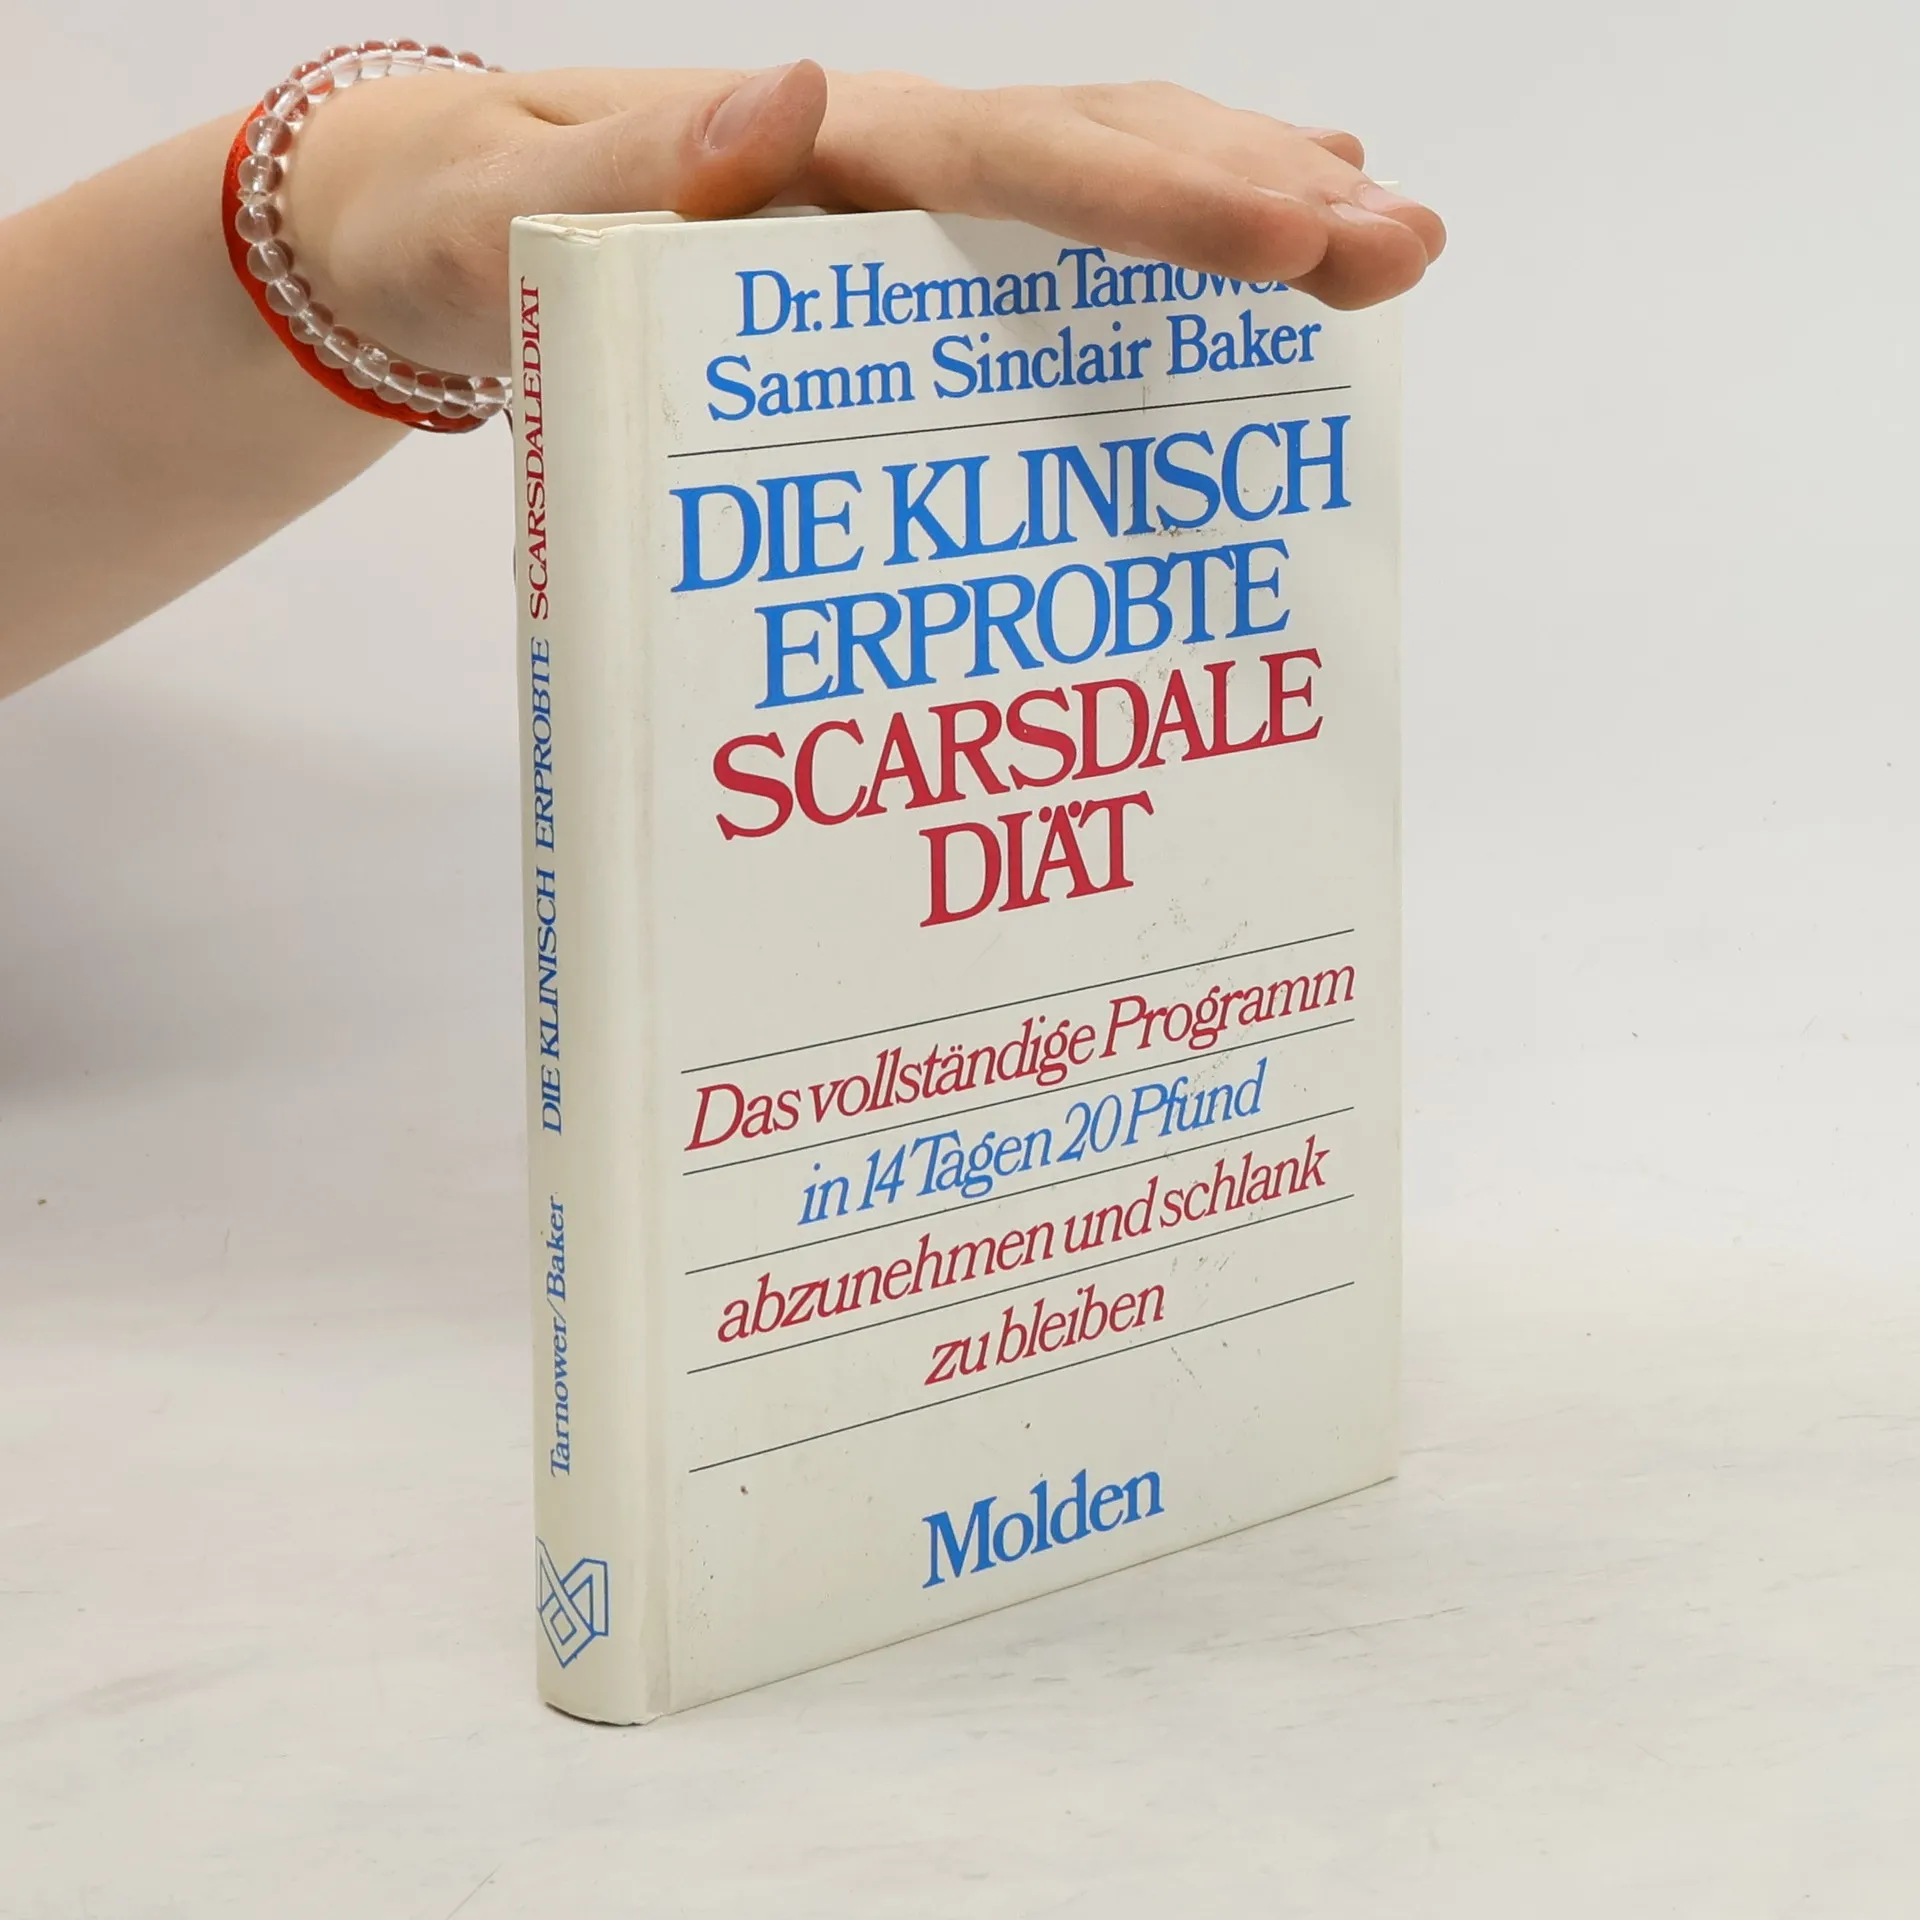 Dr. Herman Tarnower
Samm Sinclair Baker
DIE KLINISCH
ERPROBTE
SCARSDALE
DIÄT
Das vollständige Programm
in 14 Tagen 20 Pfund
abzunehmen und schlank
zu bleiben
Molden
Tarnower/Baker DIE KLINISCH ERPROBTE SCARSDALEDIÄT